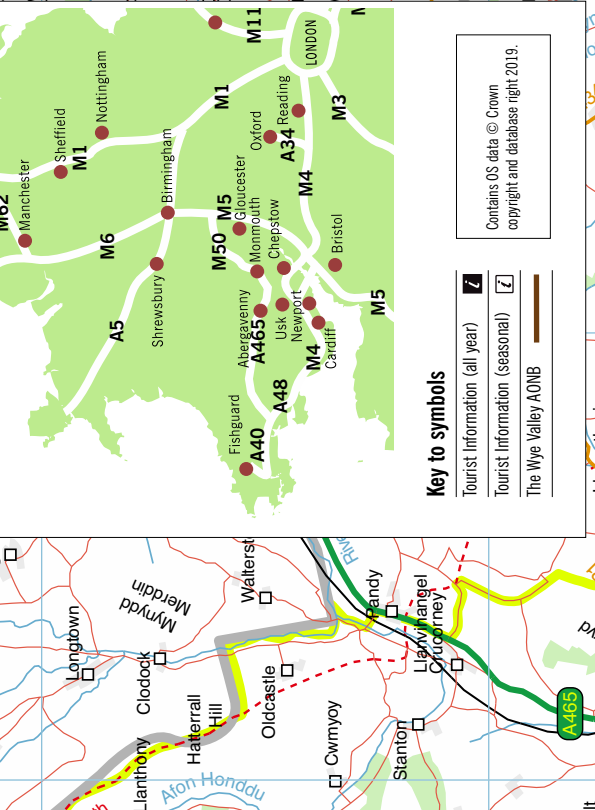 M11
LONDON
M
Nottingham
M1
Sheffield
M1
Reading
M3
Oxford
A34
Manchester
M62
Birmingham
M6
M5
Gloucester
M4
M50
Monmouth
Chepstow
Bristol
Shrewsbury
A5
Abergavenny
A465
Usk
Newport
M5
M4
Cardiff
A48
Fishguard
A40
Contains OS data © Crown
copyright and database right 2019.
Key to symbols
Tourist Information (all year) i
Tourist Information (seasonal) i
The Wye Valley AONB
Mynydd
Merddin
Walterst
River
Longtown
Clodock
Pandy
Llanvihangel
Crucorney
Hatterrall
Hill
Oldcastle
Llanthony
Cwmyoy
Stanton
Afon Honddu
A465